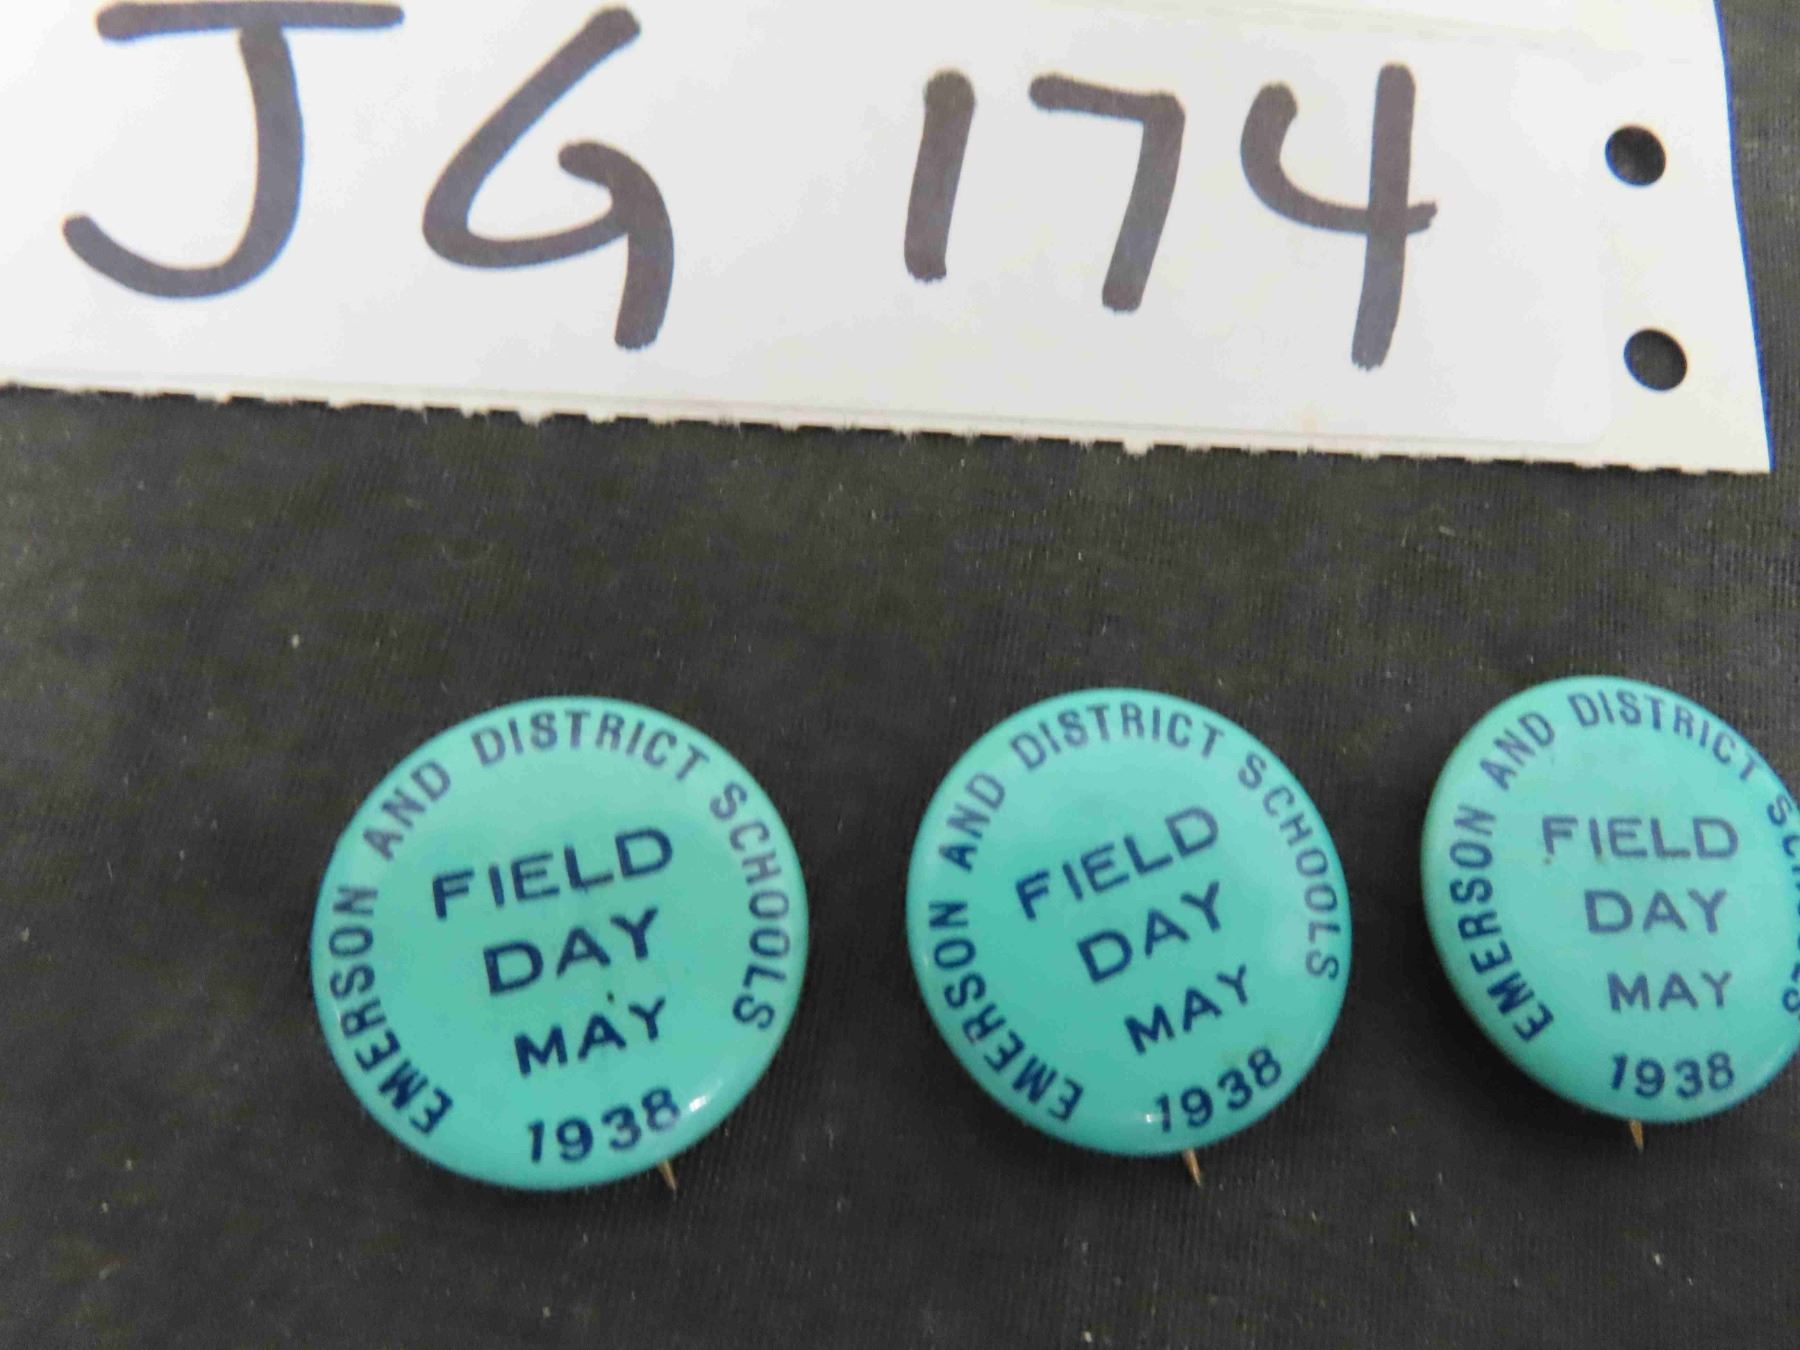 JG 174
EMERSON AND DISTRICT SCHOOLS
FIELD
DAY
MAY
1938
EMERSON AND DISTRICT SCHOOLS
FIELD
DAY
MAY
1938
EMERSON AND DISTRICT SCHOOLS
FIELD
DAY
MAY
1938